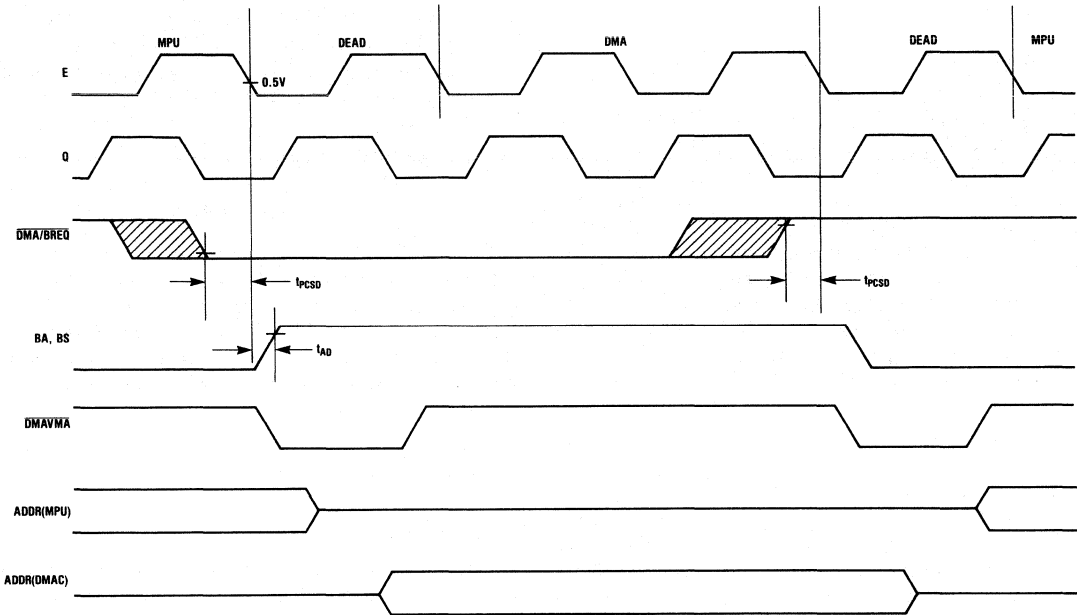 MPU DEAD DMA DEAD MPU
E
0.5V
Q
DMA/BREQ
tPCSD tPCSD
BA, BS
tAD
DMAVMA
ADDR(MPU)
ADDR(DMAC)